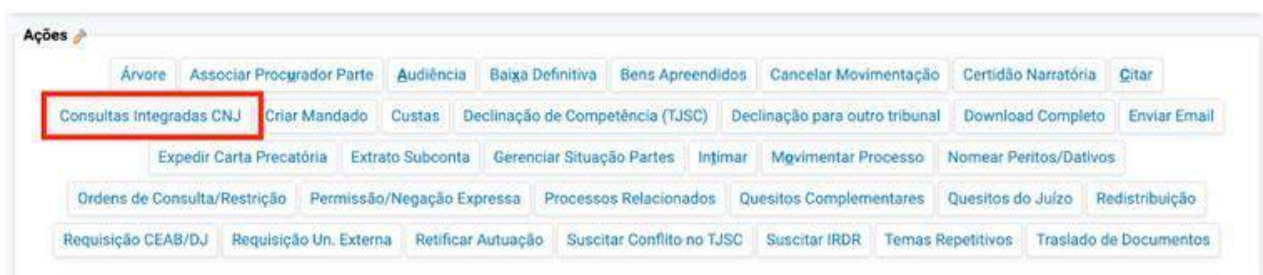 Ações
Árvore Associar Procurador Parte Audiência Baixa Definitiva Bens Apreendidos Cancelar Movimentação Certidão Narratória Citar
Consultas Integradas CNJ Criar Mandado Custas Declinação de Competência (TJSC) Declinação para outro tribunal Download Completo Enviar Email
Expedir Carta Precatória Extrato Subconta Gerenciar Situação Partes Intimar Movimentar Processo Nomear Peritos/Dativos
Ordens de Consulta/Restrição Permissão/Negação Expressa Processos Relacionados Quesitos Complementares Quesitos do Juízo Redistribuição
Requisição CEAB/DJ Requisição Un. Externa Retificar Autuação Suscitar Conflito no TJSC Suscitar IRDR Temas Repetitivos Traslado de Documentos